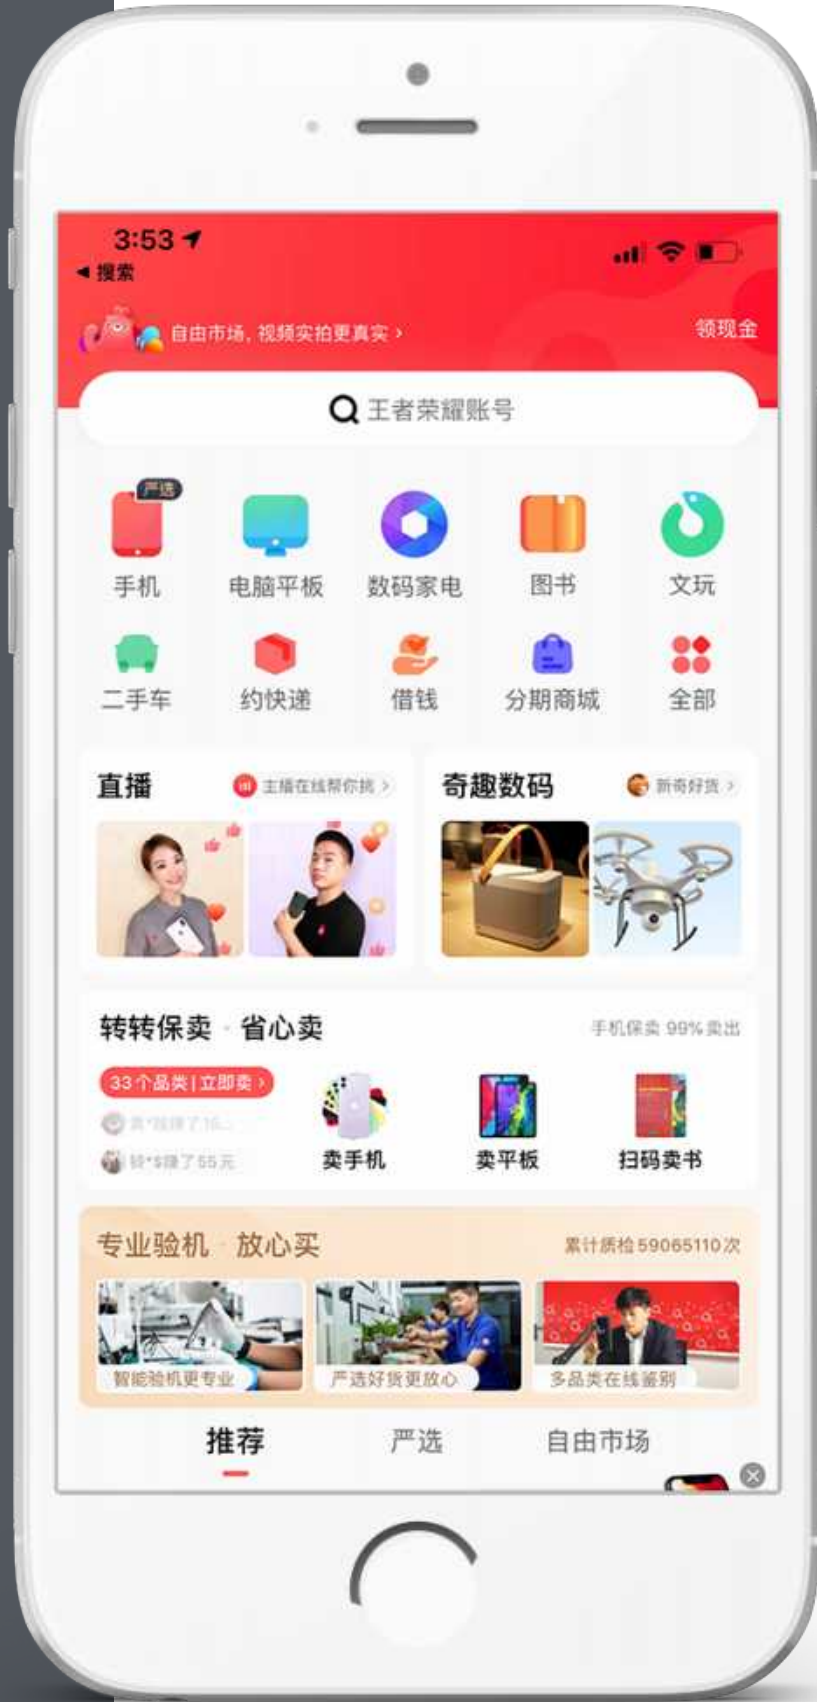 3:53
搜索
自由市场，视频实拍更真实 ›
领现金
王者荣耀账号
严选
手机
电脑平板
数码家电
图书
文玩
二手车
约快递
借钱
分期商城
全部
直播
主播在线帮你挑 ›
奇趣数码
新奇好货 ›
转转保卖 · 省心卖
手机保卖 99% 卖出
33个品类 | 立即卖 ›
赚了55元
卖手机
卖平板
扫码卖书
专业验机 · 放心买
累计质检 59065110 次
智能验机更专业
严选好货更放心
多品类在线鉴别
推荐
严选
自由市场